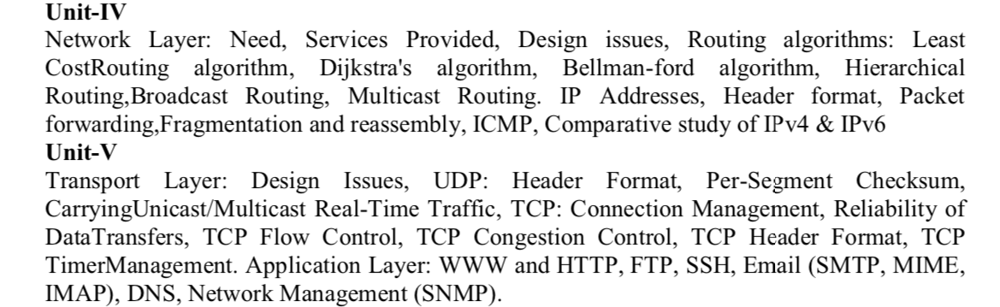 Unit-IV
Network Layer: Need, Services Provided, Design issues, Routing algorithms: Least
CostRouting algorithm, Dijkstra's algorithm, Bellman-ford algorithm, Hierarchical
Routing,Broadcast Routing, Multicast Routing. IP Addresses, Header format, Packet
forwarding,Fragmentation and reassembly, ICMP, Comparative study of IPv4 & IPv6
Unit-V
Transport Layer: Design Issues, UDP: Header Format, Per-Segment Checksum,
CarryingUnicast/Multicast Real-Time Traffic, TCP: Connection Management, Reliability of
DataTransfers, TCP Flow Control, TCP Congestion Control, TCP Header Format, TCP
TimerManagement. Application Layer: WWW and HTTP, FTP, SSH, Email (SMTP, MIME,
IMAP), DNS, Network Management (SNMP).